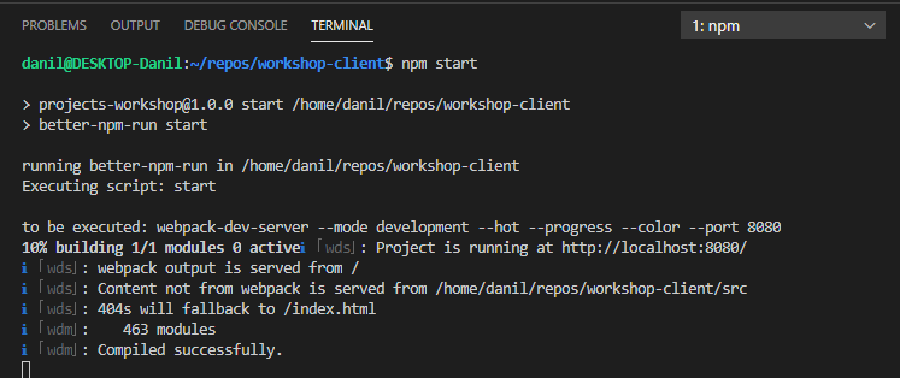 PROBLEMS OUTPUT DEBUG CONSOLE TERMINAL 1: npm
danil@DESKTOP-Danil:~/repos/workshop-client$ npm start
> projects-workshop@1.0.0 start /home/danil/repos/workshop-client
> better-npm-run start
running better-npm-run in /home/danil/repos/workshop-client
Executing script: start
to be executed: webpack-dev-server --mode development --hot --progress --color --port 8080
10% building 1/1 modules 0 activeℹ 「wds」: Project is running at http://localhost:8080/
ℹ 「wds」: webpack output is served from /
ℹ 「wds」: Content not from webpack is served from /home/danil/repos/workshop-client/src
ℹ 「wds」: 404s will fallback to /index.html
ℹ 「wdm」:    463 modules
ℹ 「wdm」: Compiled successfully.